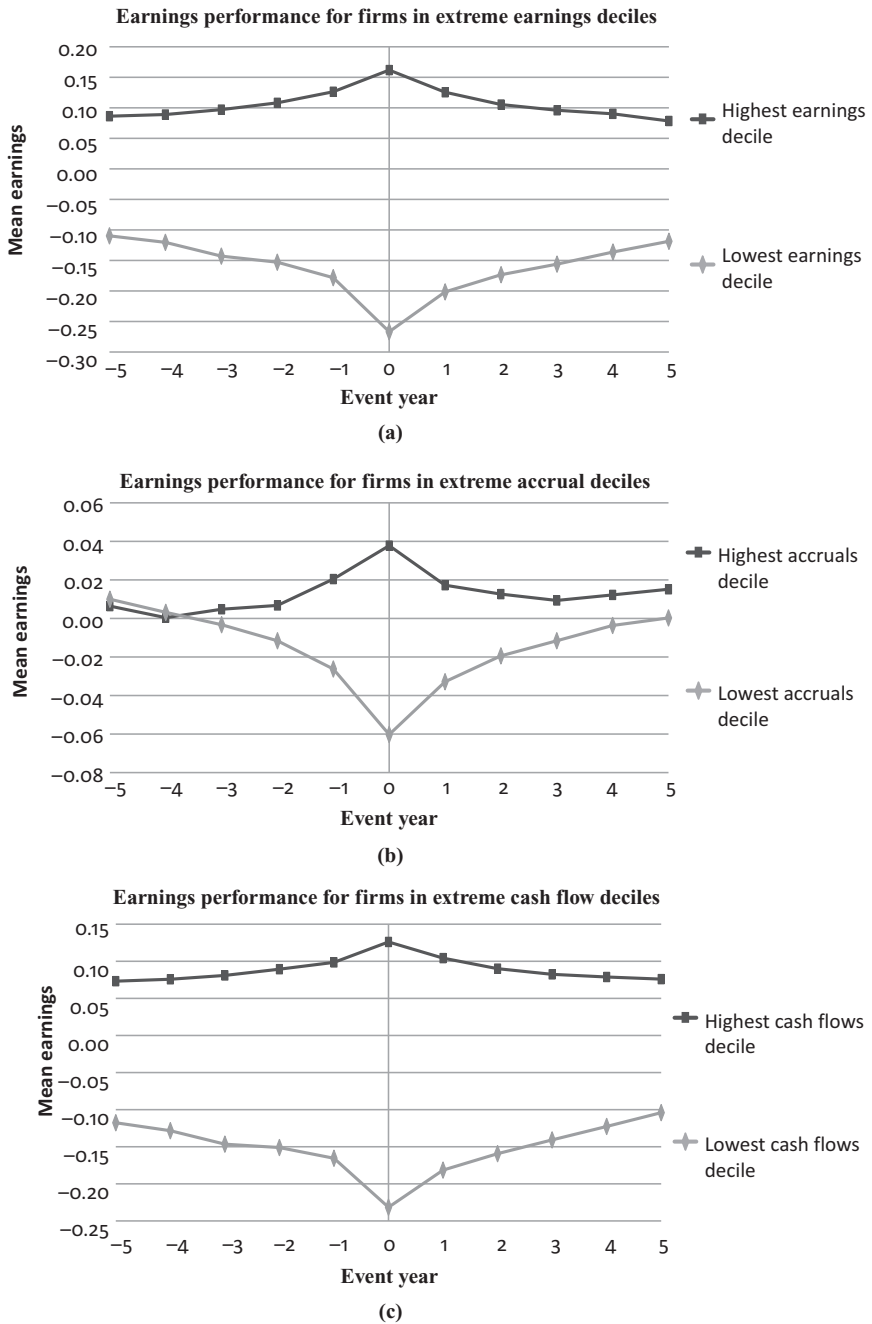 Earnings performance for firms in extreme earnings deciles
0.20
0.15
0.10
0.05
0.00
−0.05
−0.10
−0.15
−0.20
−0.25
−0.30
Mean earnings
−5 −4 −3 −2 −1 0 1 2 3 4 5
Event year
Highest earnings
decile
Lowest earnings
decile
(a)
Earnings performance for firms in extreme accrual deciles
0.06
0.04
0.02
0.00
−0.02
−0.04
−0.06
−0.08
Mean earnings
−5 −4 −3 −2 −1 0 1 2 3 4 5
Event year
Highest accruals
decile
Lowest accruals
decile
(b)
Earnings performance for firms in extreme cash flow deciles
0.15
0.10
0.05
0.00
−0.05
−0.10
−0.15
−0.20
−0.25
Mean earnings
−5 −4 −3 −2 −1 0 1 2 3 4 5
Event year
Highest cash flows
decile
Lowest cash flows
decile
(c)